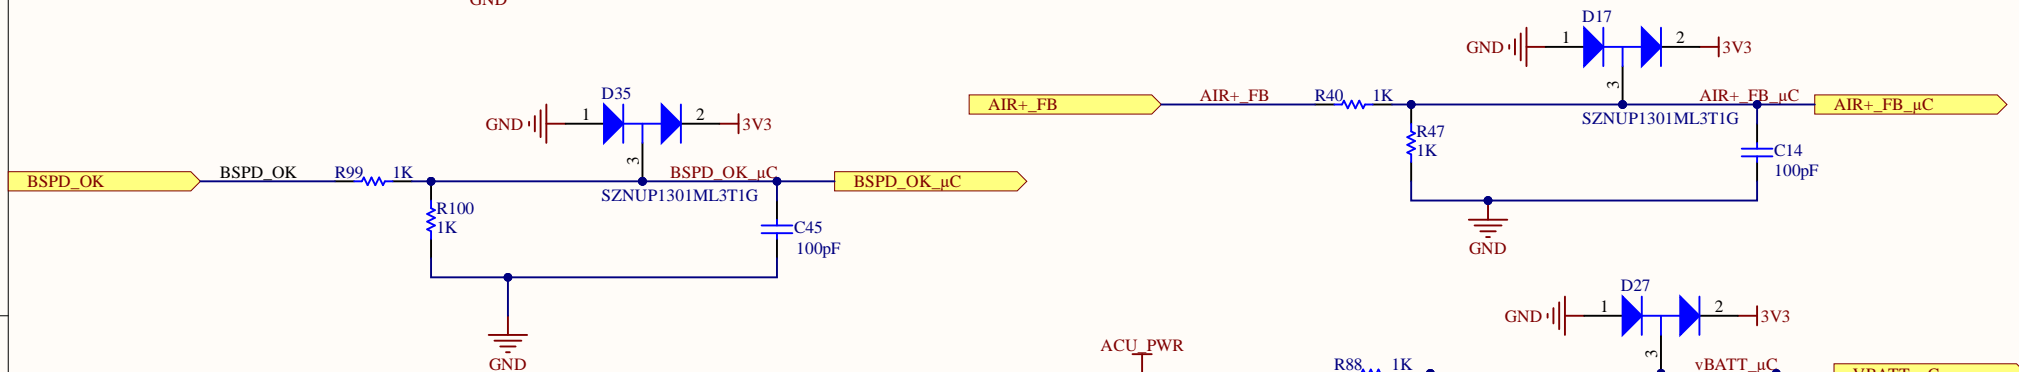 GND
D17
GND
1
2
3V3
3
D35
GND
1
2
3V3
3
AIR+_FB
AIR+_FB
R40
1K
AIR+_FB_µC
AIR+_FB_µC
SZNUP1301ML3T1G
R47
1K
C14
100pF
GND
BSPD_OK
BSPD_OK
R99
1K
BSPD_OK_µC
BSPD_OK_µC
SZNUP1301ML3T1G
R100
1K
C45
100pF
GND
D27
GND
1
2
3V3
3
ACU_PWR
R88
1K
vBATT_µC